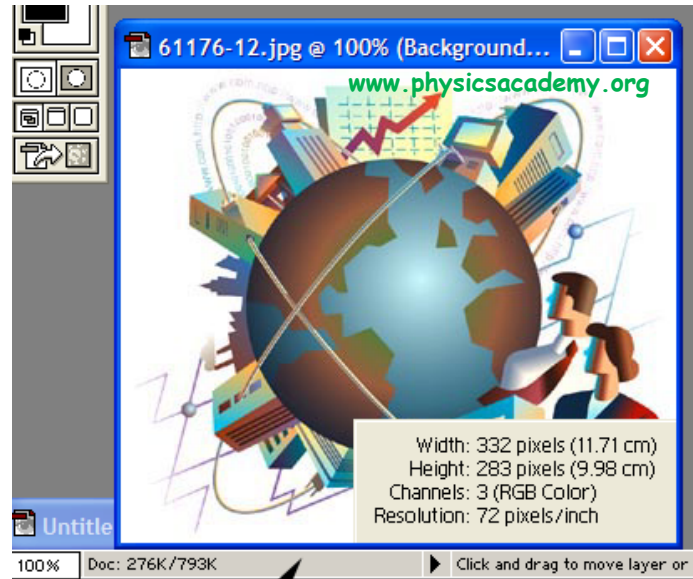 61176-12.jpg @ 100% (Background...
www.physicsacademy.org
Width: 332 pixels (11.71 cm)
Height: 283 pixels (9.98 cm)
Channels: 3 (RGB Color)
Resolution: 72 pixels/inch
Untitle
100% Doc: 276K/793K Click and drag to move layer or